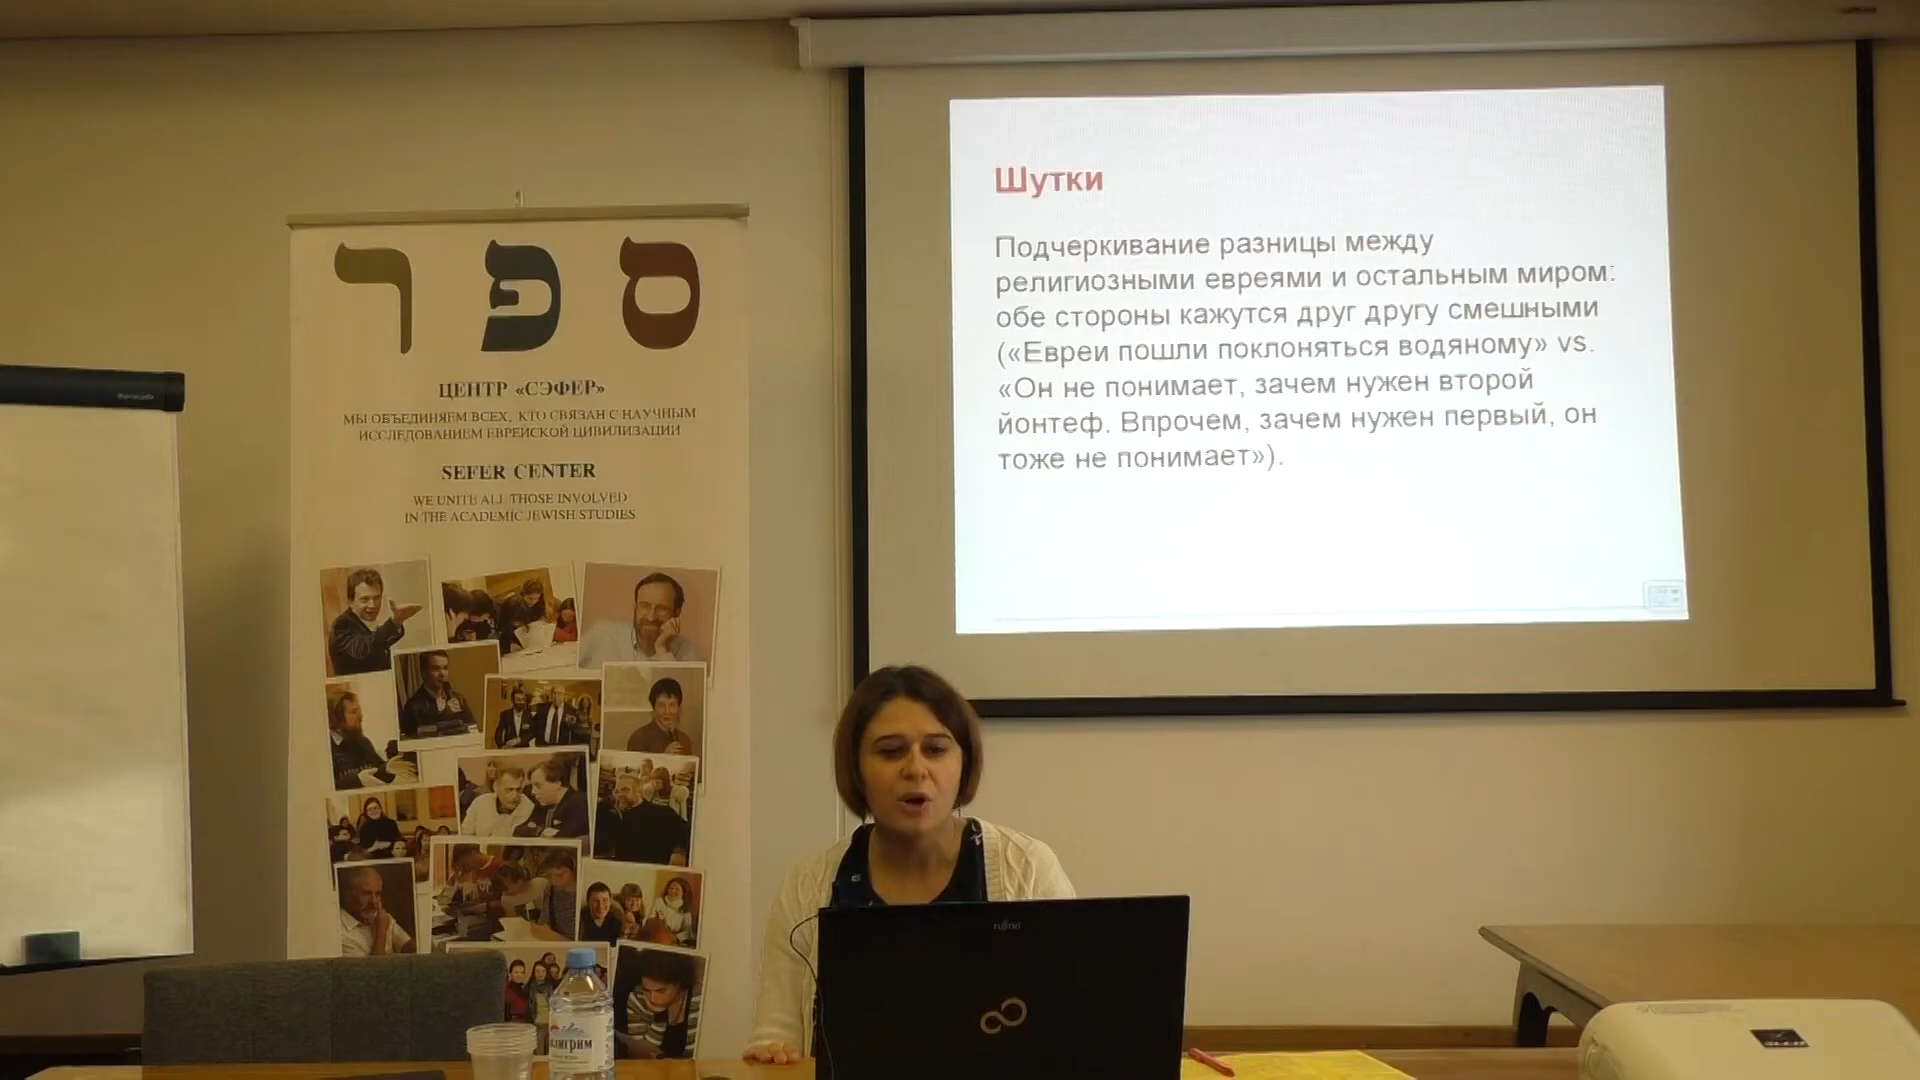 ספר
ЦЕНТР «СЭФЕР»
МЫ ОБЪЕДИНЯЕМ ВСЕХ, КТО СВЯЗАН С НАУЧНЫМ
ИССЛЕДОВАНИЕМ ЕВРЕЙСКОЙ ЦИВИЛИЗАЦИИ
SEFER CENTER
WE UNITE ALL THOSE INVOLVED
IN THE ACADEMIC JEWISH STUDIES
Шутки
Подчеркивание разницы между
религиозными евреями и остальным миром:
обе стороны кажутся друг другу смешными
(«Евреи пошли поклоняться водяному» vs.
«Он не понимает, зачем нужен второй
йонтеф. Впрочем, зачем нужен первый, он
тоже не понимает»).
FUJITSU